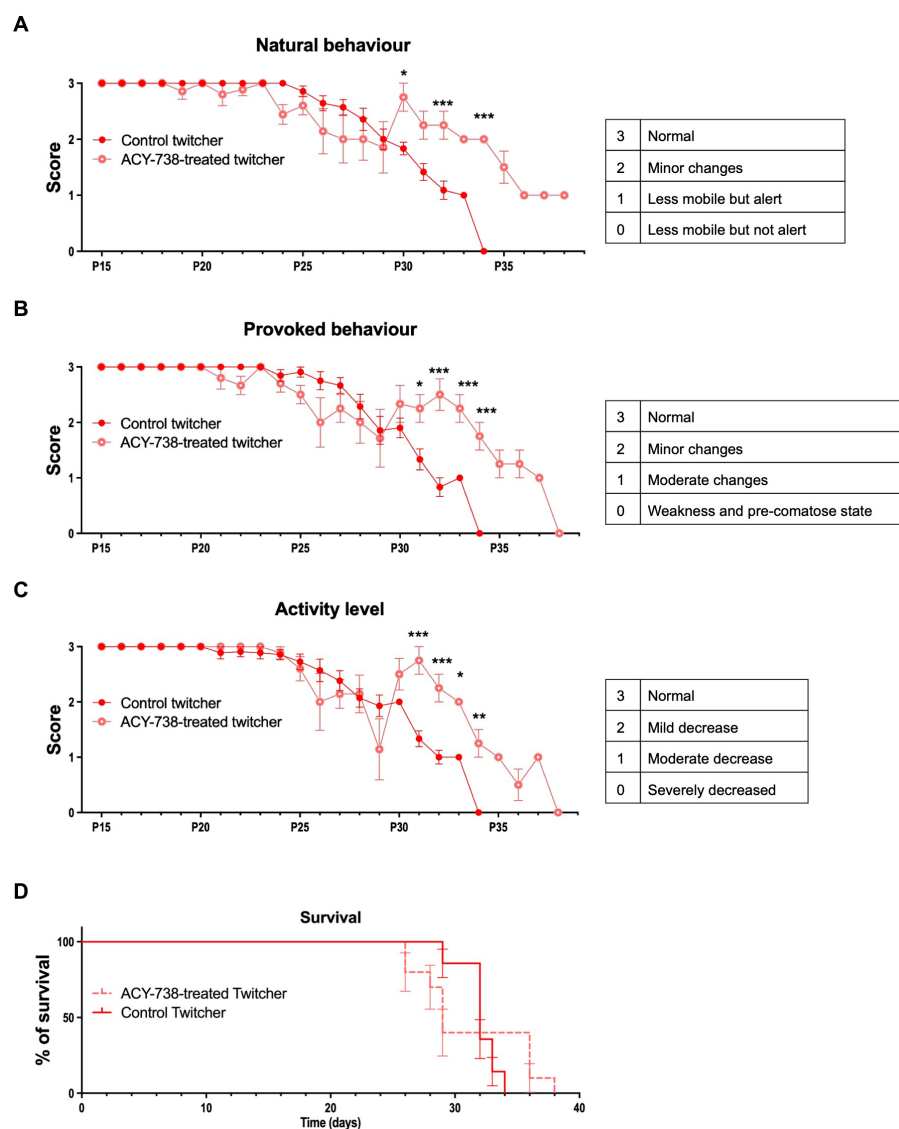 A
Natural behaviour
*
***
***
3
2
1
0
Score
Control twitcher
ACY-738-treated twitcher
P15 P20 P25 P30 P35
3 Normal
2 Minor changes
1 Less mobile but alert
0 Less mobile but not alert
B
Provoked behaviour
*
***
***
***
3
2
1
0
Score
Control twitcher
ACY-738-treated twitcher
P15 P20 P25 P30 P35
3 Normal
2 Minor changes
1 Moderate changes
0 Weakness and pre-comatose state
C
Activity level
***
***
*
**
3
2
1
0
Score
Control twitcher
ACY-738-treated twitcher
P15 P20 P25 P30 P35
3 Normal
2 Mild decrease
1 Moderate decrease
0 Severely decreased
D
Survival
100
50
0
% of survival
ACY-738-treated Twitcher
Control Twitcher
0 10 20 30 40
Time (days)